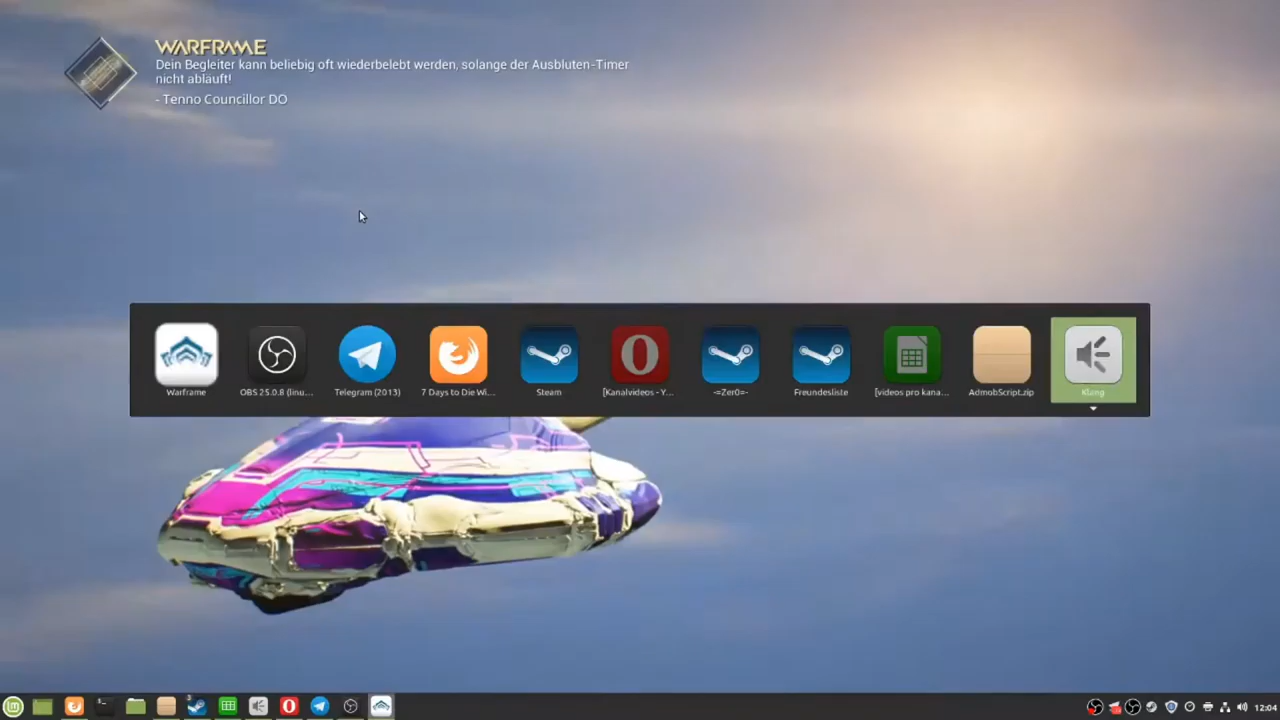 WARFRAME
Dein Begleiter kann beliebig oft wiederbelebt werden, solange der Ausbluten-Timer
nicht abläuft!
- Tenno Councillor DO
Warframe
OBS 25.0.8 (linu...
Telegram (2013)
7 Days to Die Wi...
Steam
[Kanalvideos - Y...
-=Zer0=-
Freundesliste
[videos pro kana...
AdmobScript.zip
Klang
12:04